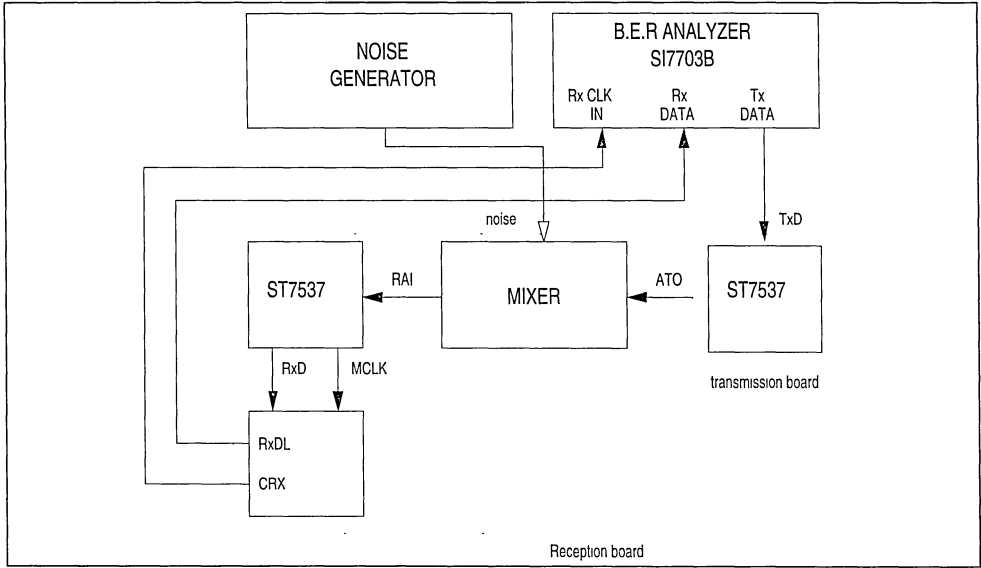 NOISE
GENERATOR
B.E.R ANALYZER
SI7703B
Rx CLK
IN
Rx
DATA
Tx
DATA
noise
TxD
ST7537
RAI
MIXER
ATO
ST7537
RxD
MCLK
transmission board
RxDL
CRX
Reception board